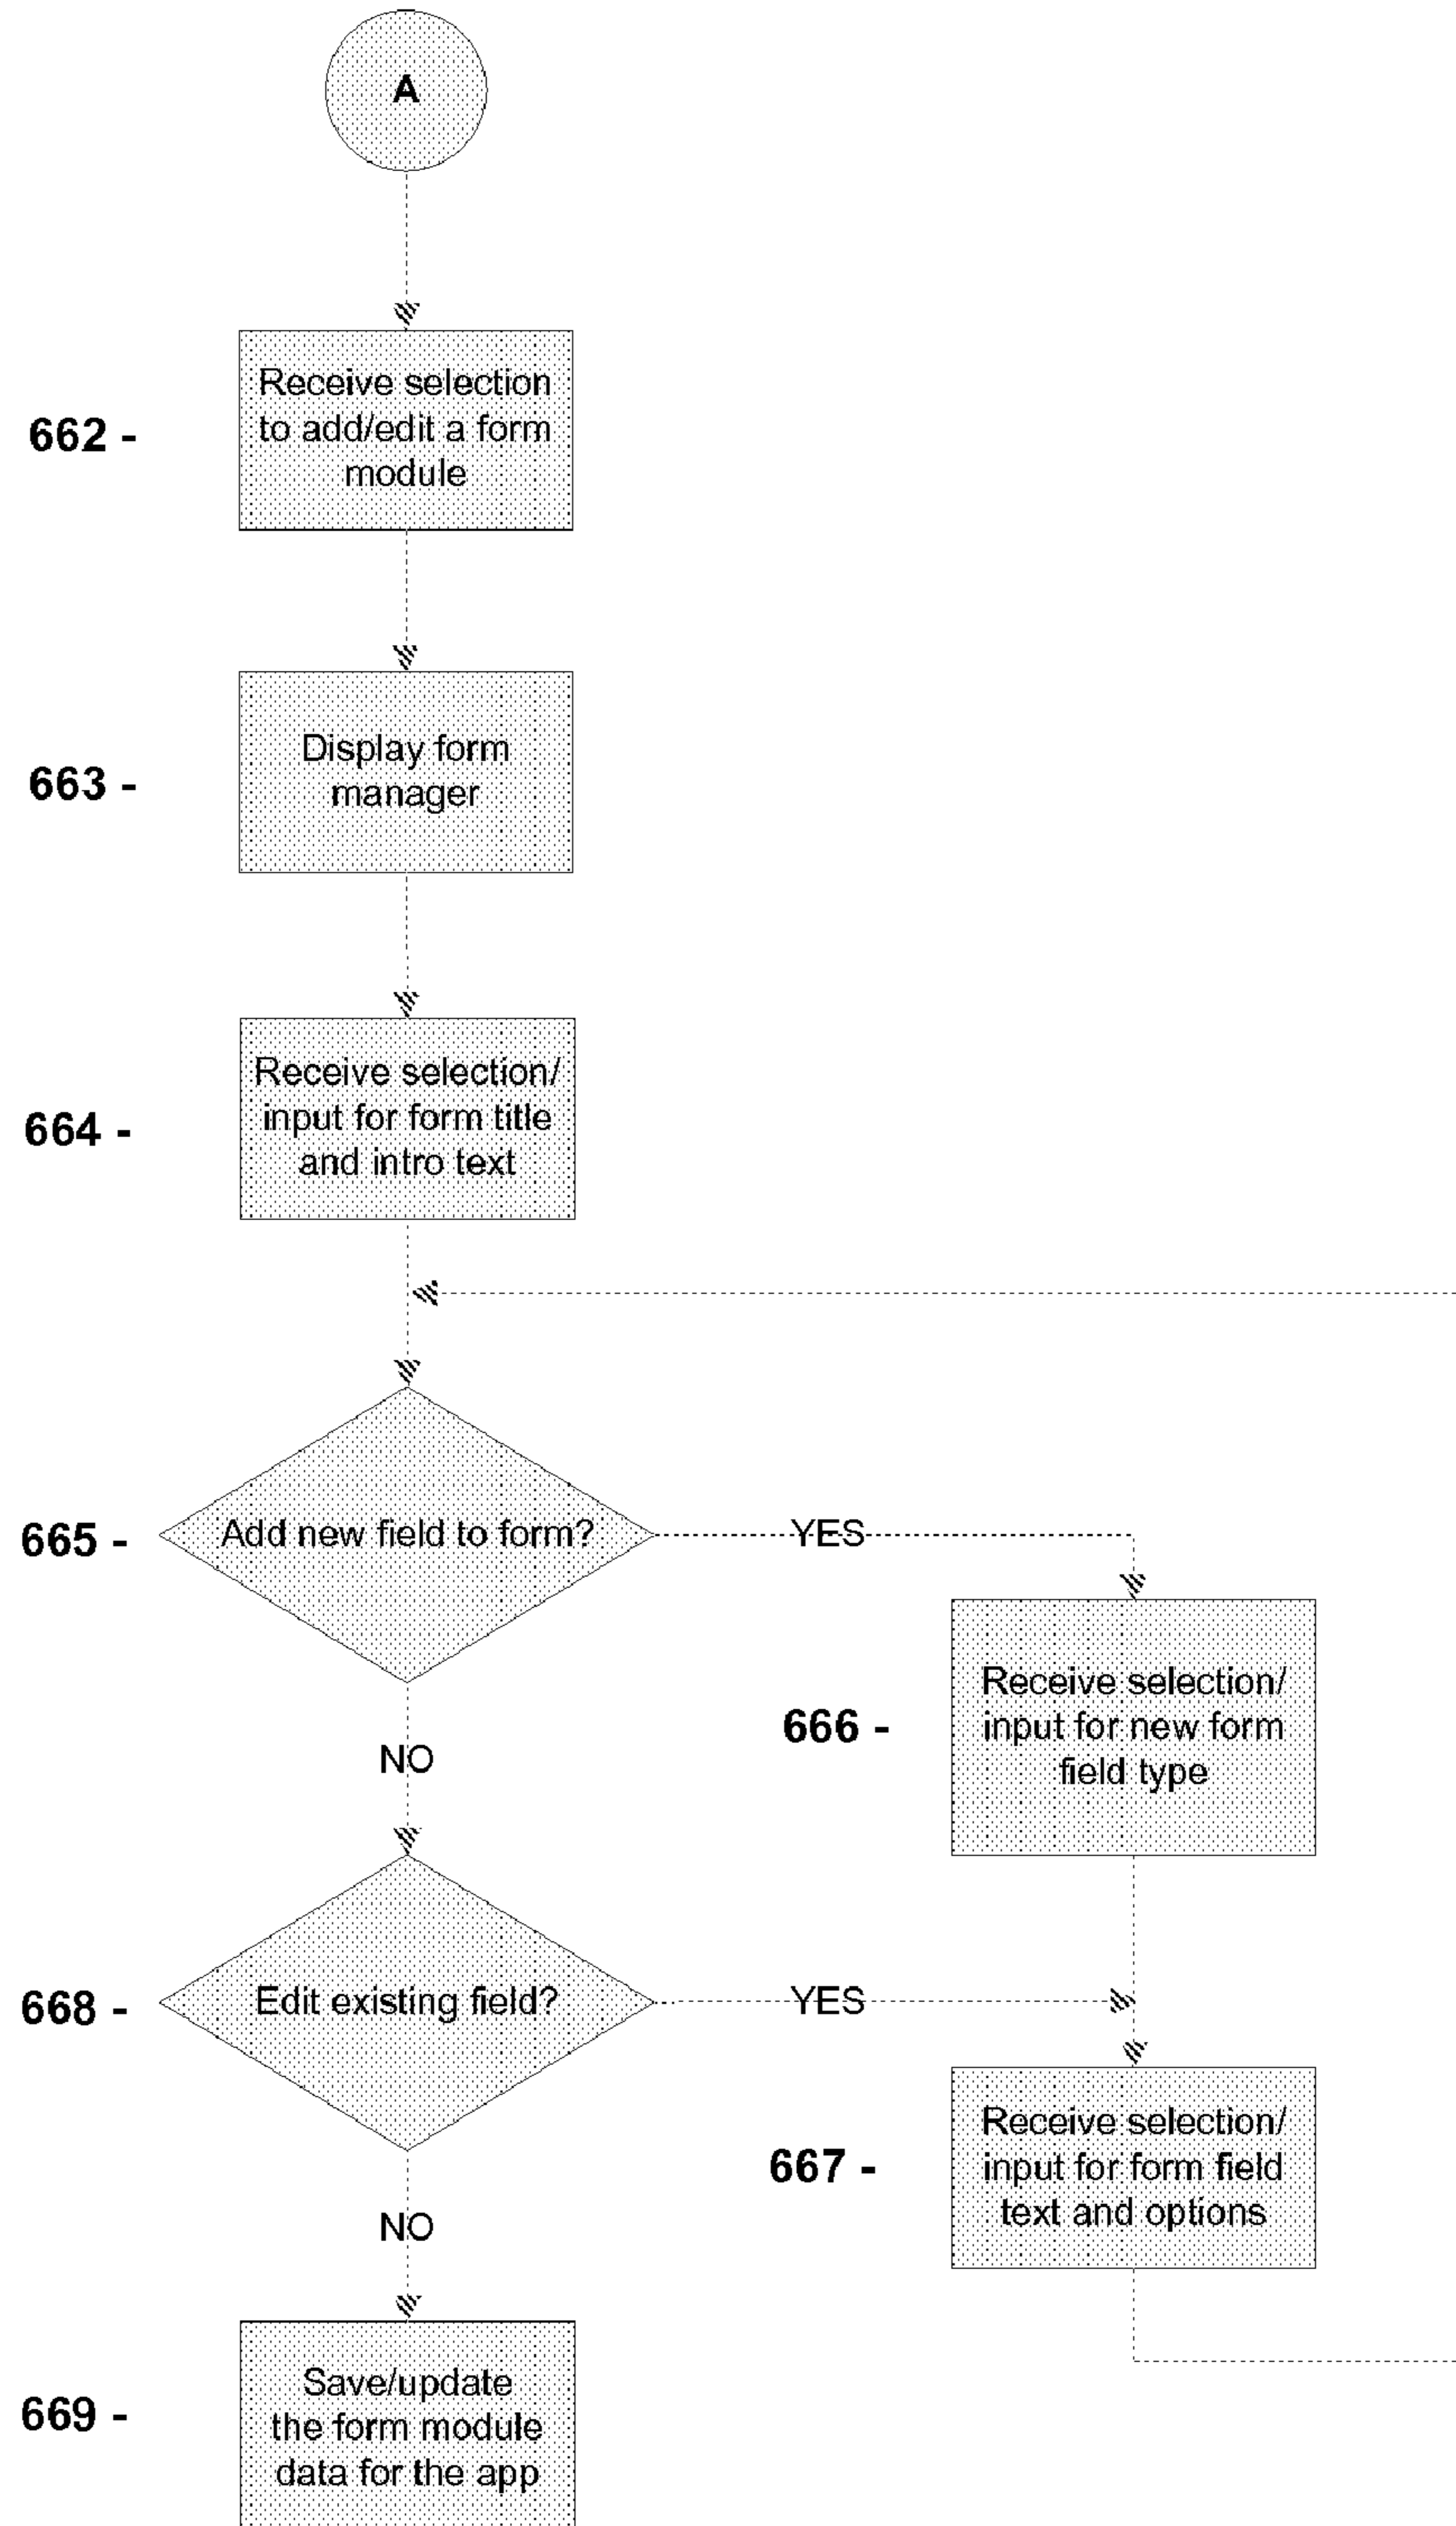 A
662 -
Receive selection
to add/edit a form
module
663 -
Display form
manager
664 -
Receive selection/
input for form title
and intro text
665 -
Add new field to form?
YES
666 -
Receive selection/
input for new form
field type
NO
668 -
Edit existing field?
YES
667 -
Receive selection/
input for form field
text and options
NO
669 -
Save/update
the form module
data for the app